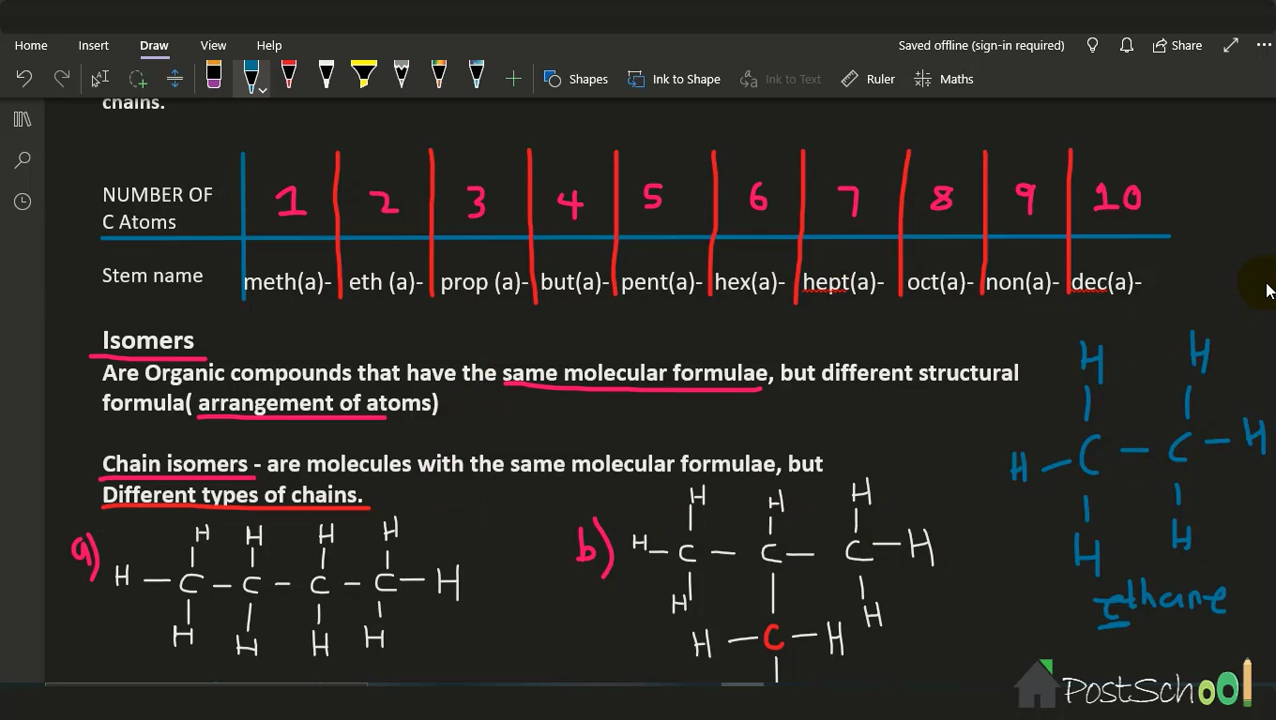 Home Insert Draw View Help Saved offline (sign-in required) Share
Shapes Ink to Shape Ink to Text Ruler Maths
chains.
NUMBER OF
C Atoms
1 2 3 4 5 6 7 8 9 10
Stem name meth(a)- eth (a)- prop (a)- but(a)- pent(a)- hex(a)- hept(a)- oct(a)- non(a)- dec(a)-
Isomers
Are Organic compounds that have the same molecular formulae, but different structural
formula( arrangement of atoms)
Chain isomers - are molecules with the same molecular formulae, but
Different types of chains.
a)
H H H H
H – C – C – C – C – H
H H H H
b)
H H H
H – C – C – C – H
H H
H – C – H
H H
H – C – C – H
H H
ethane
PostSchool